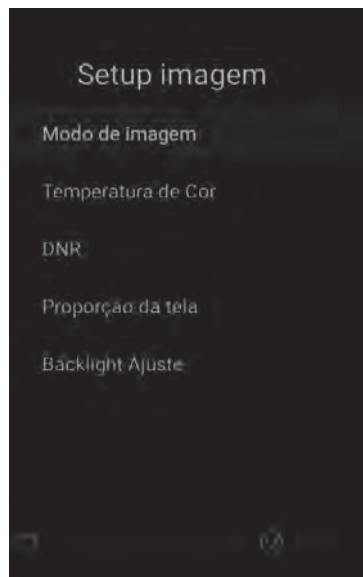 Setup imagem
Modo de imagem
Temperatura de Cor
DNR
Proporção da tela
Backlight Ajuste